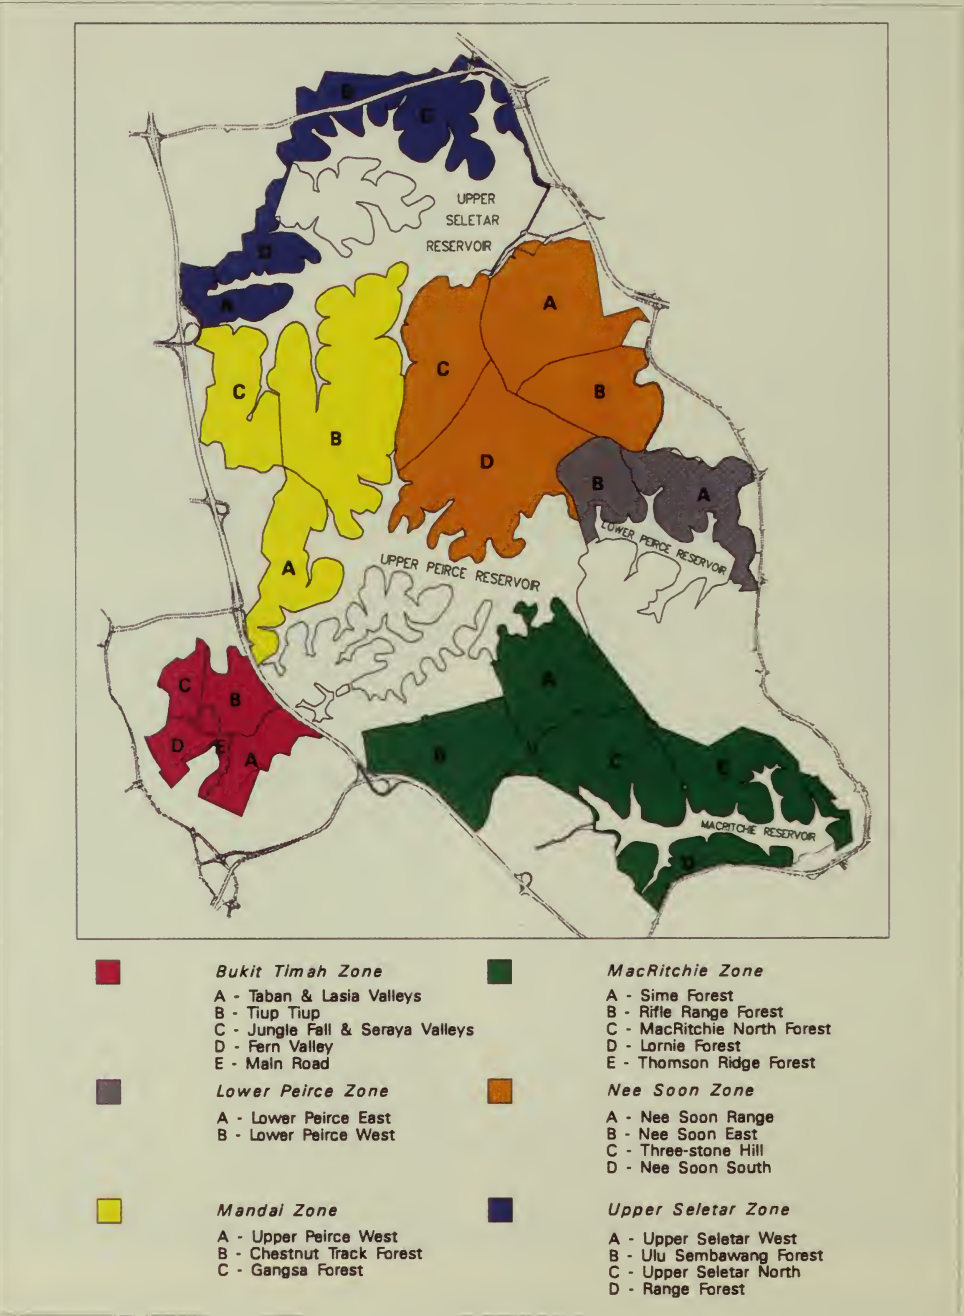 B
C
UPPER
SELETAR
RESERVOIR
D
A
A
C
C
B
B
D
B
A
LOWER PEIRCE RESERVOIR
UPPER PEIRCE RESERVOIR
A
A
C
B
D
E
A
B
C
E
MACRITCHIE RESERVOIR
D
Bukit Timah Zone
A - Taban & Lasia Valleys
B - Tiup Tiup
C - Jungle Fall & Seraya Valleys
D - Fern Valley
E - Main Road
MacRitchie Zone
A - Sime Forest
B - Rifle Range Forest
C - MacRitchie North Forest
D - Lornie Forest
E - Thomson Ridge Forest
Lower Peirce Zone
A - Lower Peirce East
B - Lower Peirce West
Nee Soon Zone
A - Nee Soon Range
B - Nee Soon East
C - Three-stone Hill
D - Nee Soon South
Mandai Zone
A - Upper Peirce West
B - Chestnut Track Forest
C - Gangsa Forest
Upper Seletar Zone
A - Upper Seletar West
B - Ulu Sembawang Forest
C - Upper Seletar North
D - Range Forest